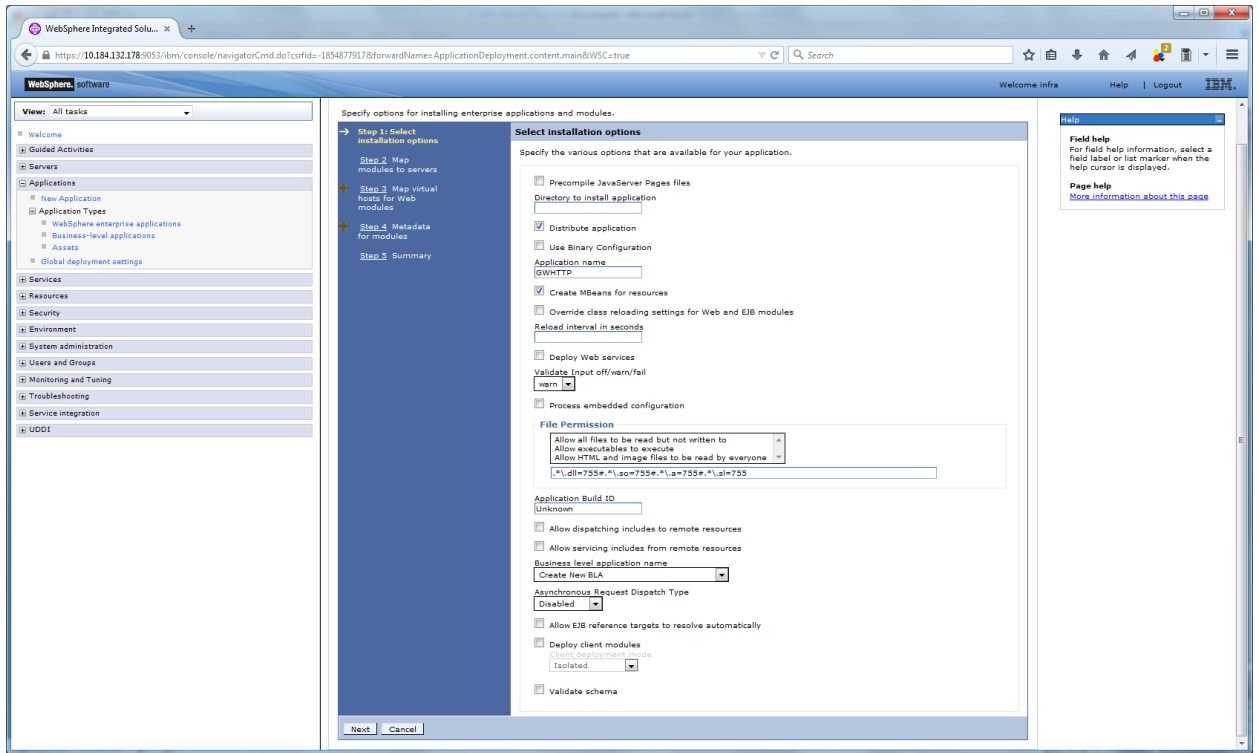 WebSphere Integrated Solu... × +
https://10.184.132.178:9053/ibm/console/navigatorCmd.do?csrfid=-1854877917&forwardName=ApplicationDeployment.content.main&WSC=true
Search
2
WebSphere. software
Welcome infra
Help | Logout
IBM.
View: All tasks
Welcome
Guided Activities
Servers
Applications
New Application
Application Types
WebSphere enterprise applications
Business-level applications
Assets
Global deployment settings
Services
Resources
Security
Environment
System administration
Users and Groups
Monitoring and Tuning
Troubleshooting
Service integration
UDDI
Specify options for installing enterprise applications and modules.
Step 1: Select
installation options
Step 2 Map
modules to servers
Step 3 Map virtual
hosts for Web
modules
Step 4 Metadata
for modules
Step 5 Summary
Select installation options
Specify the various options that are available for your application.
Precompile JavaServer Pages files
Directory to install application
Distribute application
Use Binary Configuration
Application name
GWHTTP
Create MBeans for resources
Override class reloading settings for Web and EJB modules
Reload interval in seconds
Deploy Web services
Validate Input off/warn/fail
warn
Process embedded configuration
File Permission
Allow all files to be read but not written to
Allow executables to execute
Allow HTML and image files to be read by everyone
.*\.dll=755#.*\.so=755#.*\.a=755#.*\.sl=755
Application Build ID
Unknown
Allow dispatching includes to remote resources
Allow servicing includes from remote resources
Business level application name
Create New BLA
Asynchronous Request Dispatch Type
Disabled
Allow EJB reference targets to resolve automatically
Deploy client modules
Client deployment mode
Isolated
Validate schema
Next Cancel
Help
Field help
For field help information, select a
field label or list marker when the
help cursor is displayed.
Page help
More information about this page